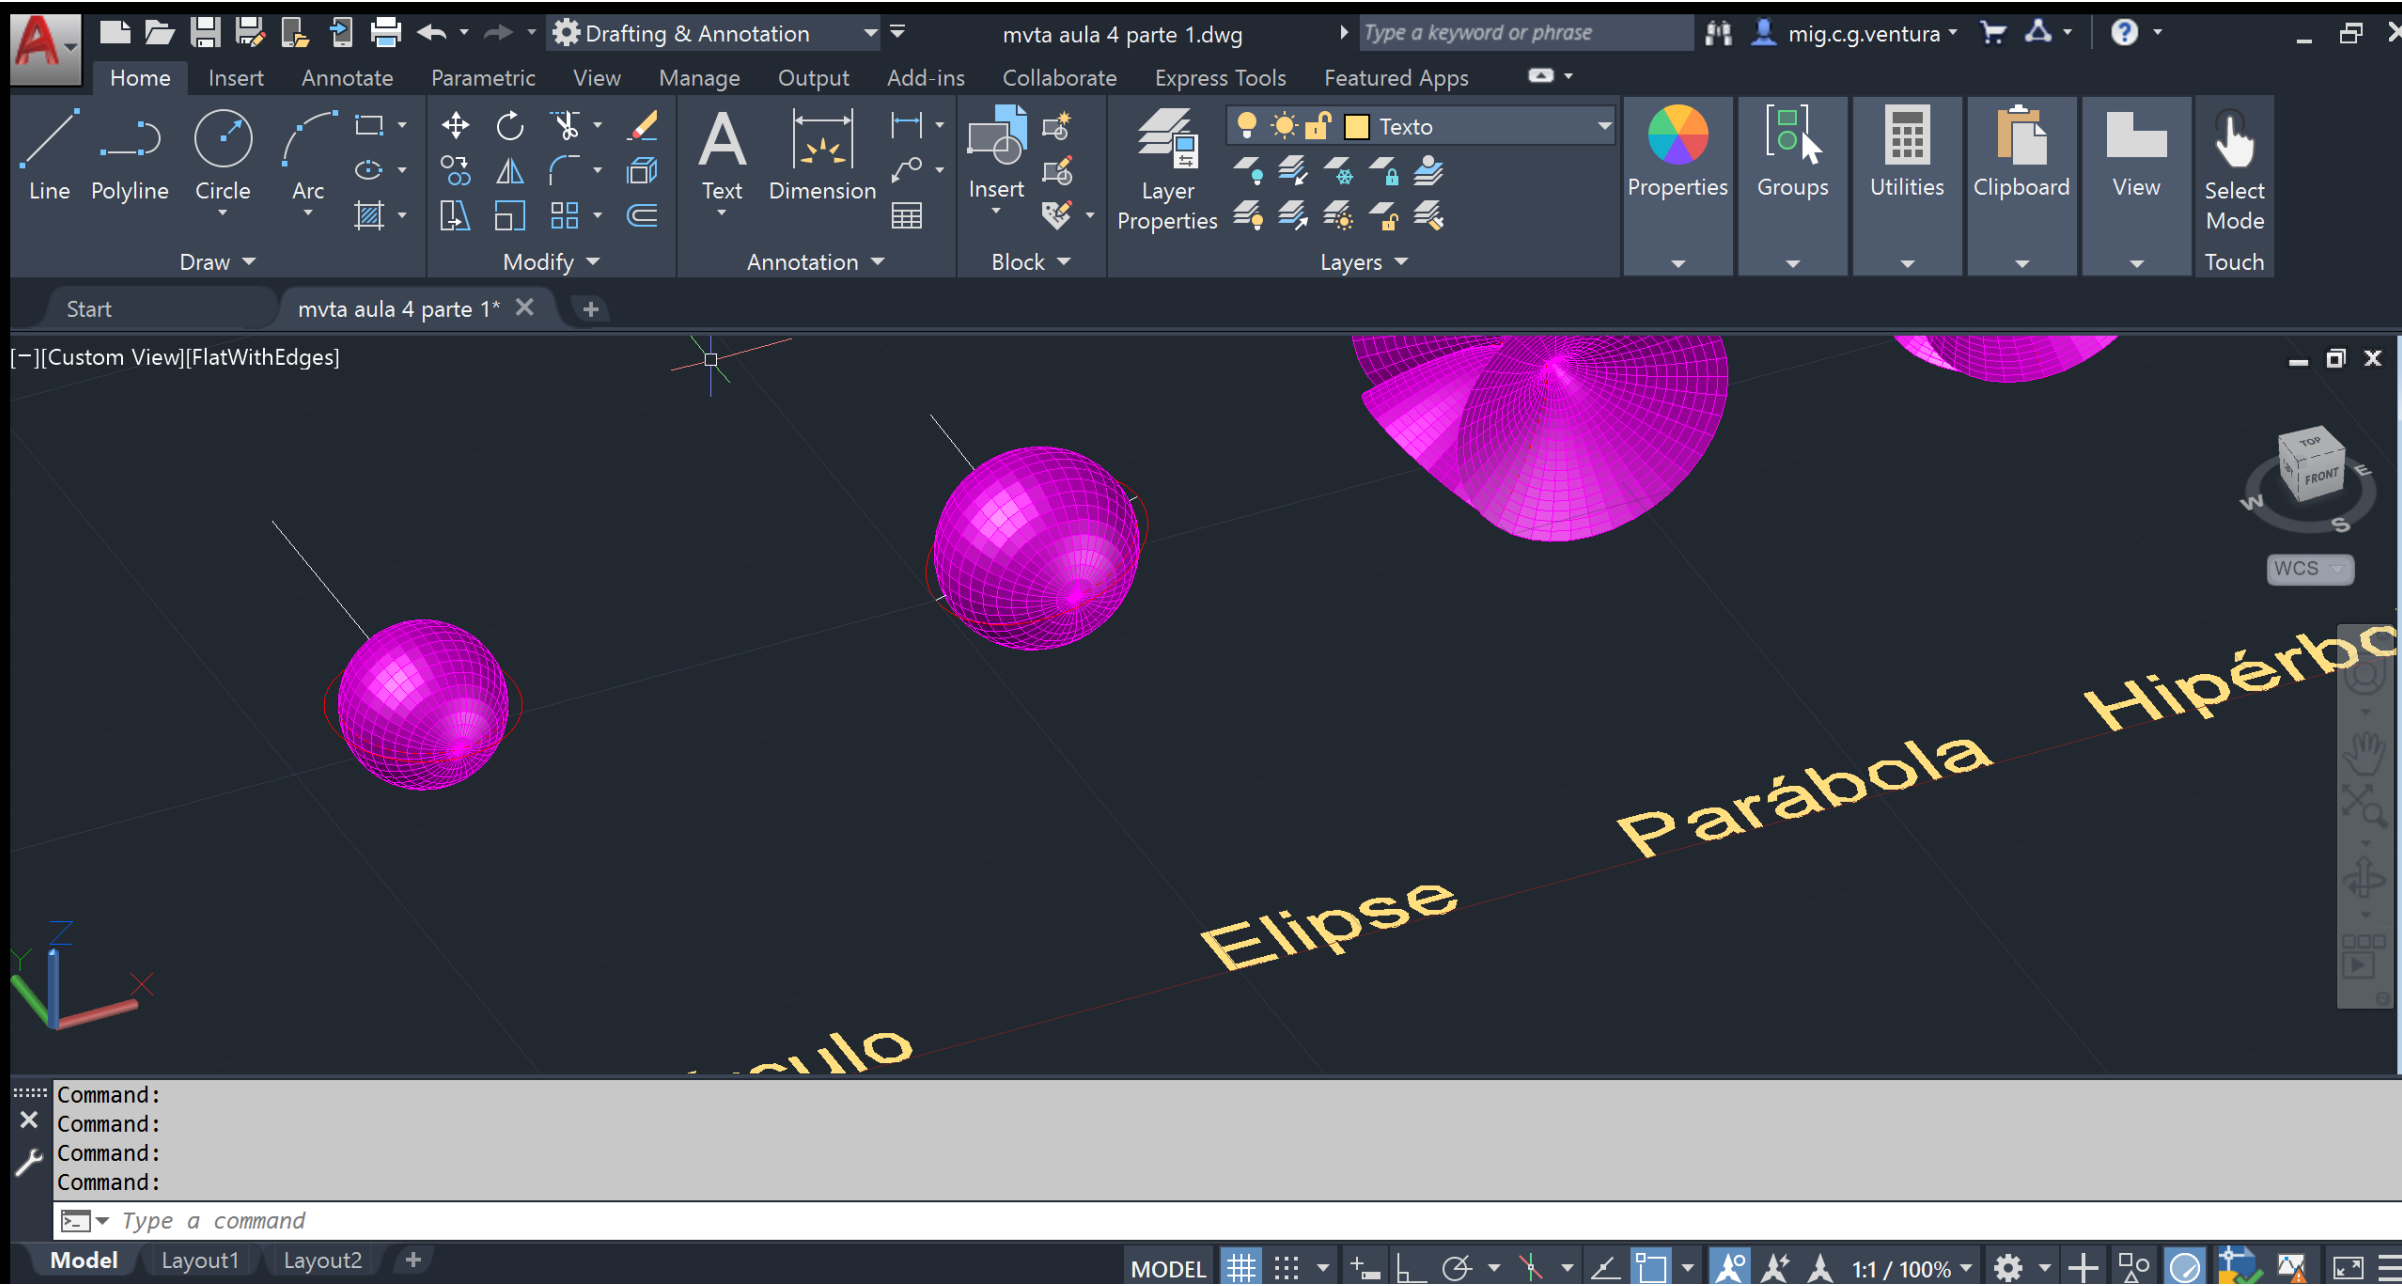 Drafting & Annotation
mvta aula 4 parte 1.dwg
Type a keyword or phrase
mig.c.g.ventura
Home Insert Annotate Parametric View Manage Output Add-ins Collaborate Express Tools Featured Apps
Texto
Line Polyline Circle Arc
Text Dimension
Insert
Layer Properties
Properties Groups Utilities Clipboard View
Select Mode
Draw Modify Annotation Block Layers Touch
Start mvta aula 4 parte 1*
[−][Custom View][FlatWithEdges]
TOP
FRONT
W
E
S
WCS
Hipérbo
Parábola
Elipse
culo
Z
Y
X
Command:
Command:
Command:
Command:
Type a command
Model Layout1 Layout2
MODEL 1:1 / 100%